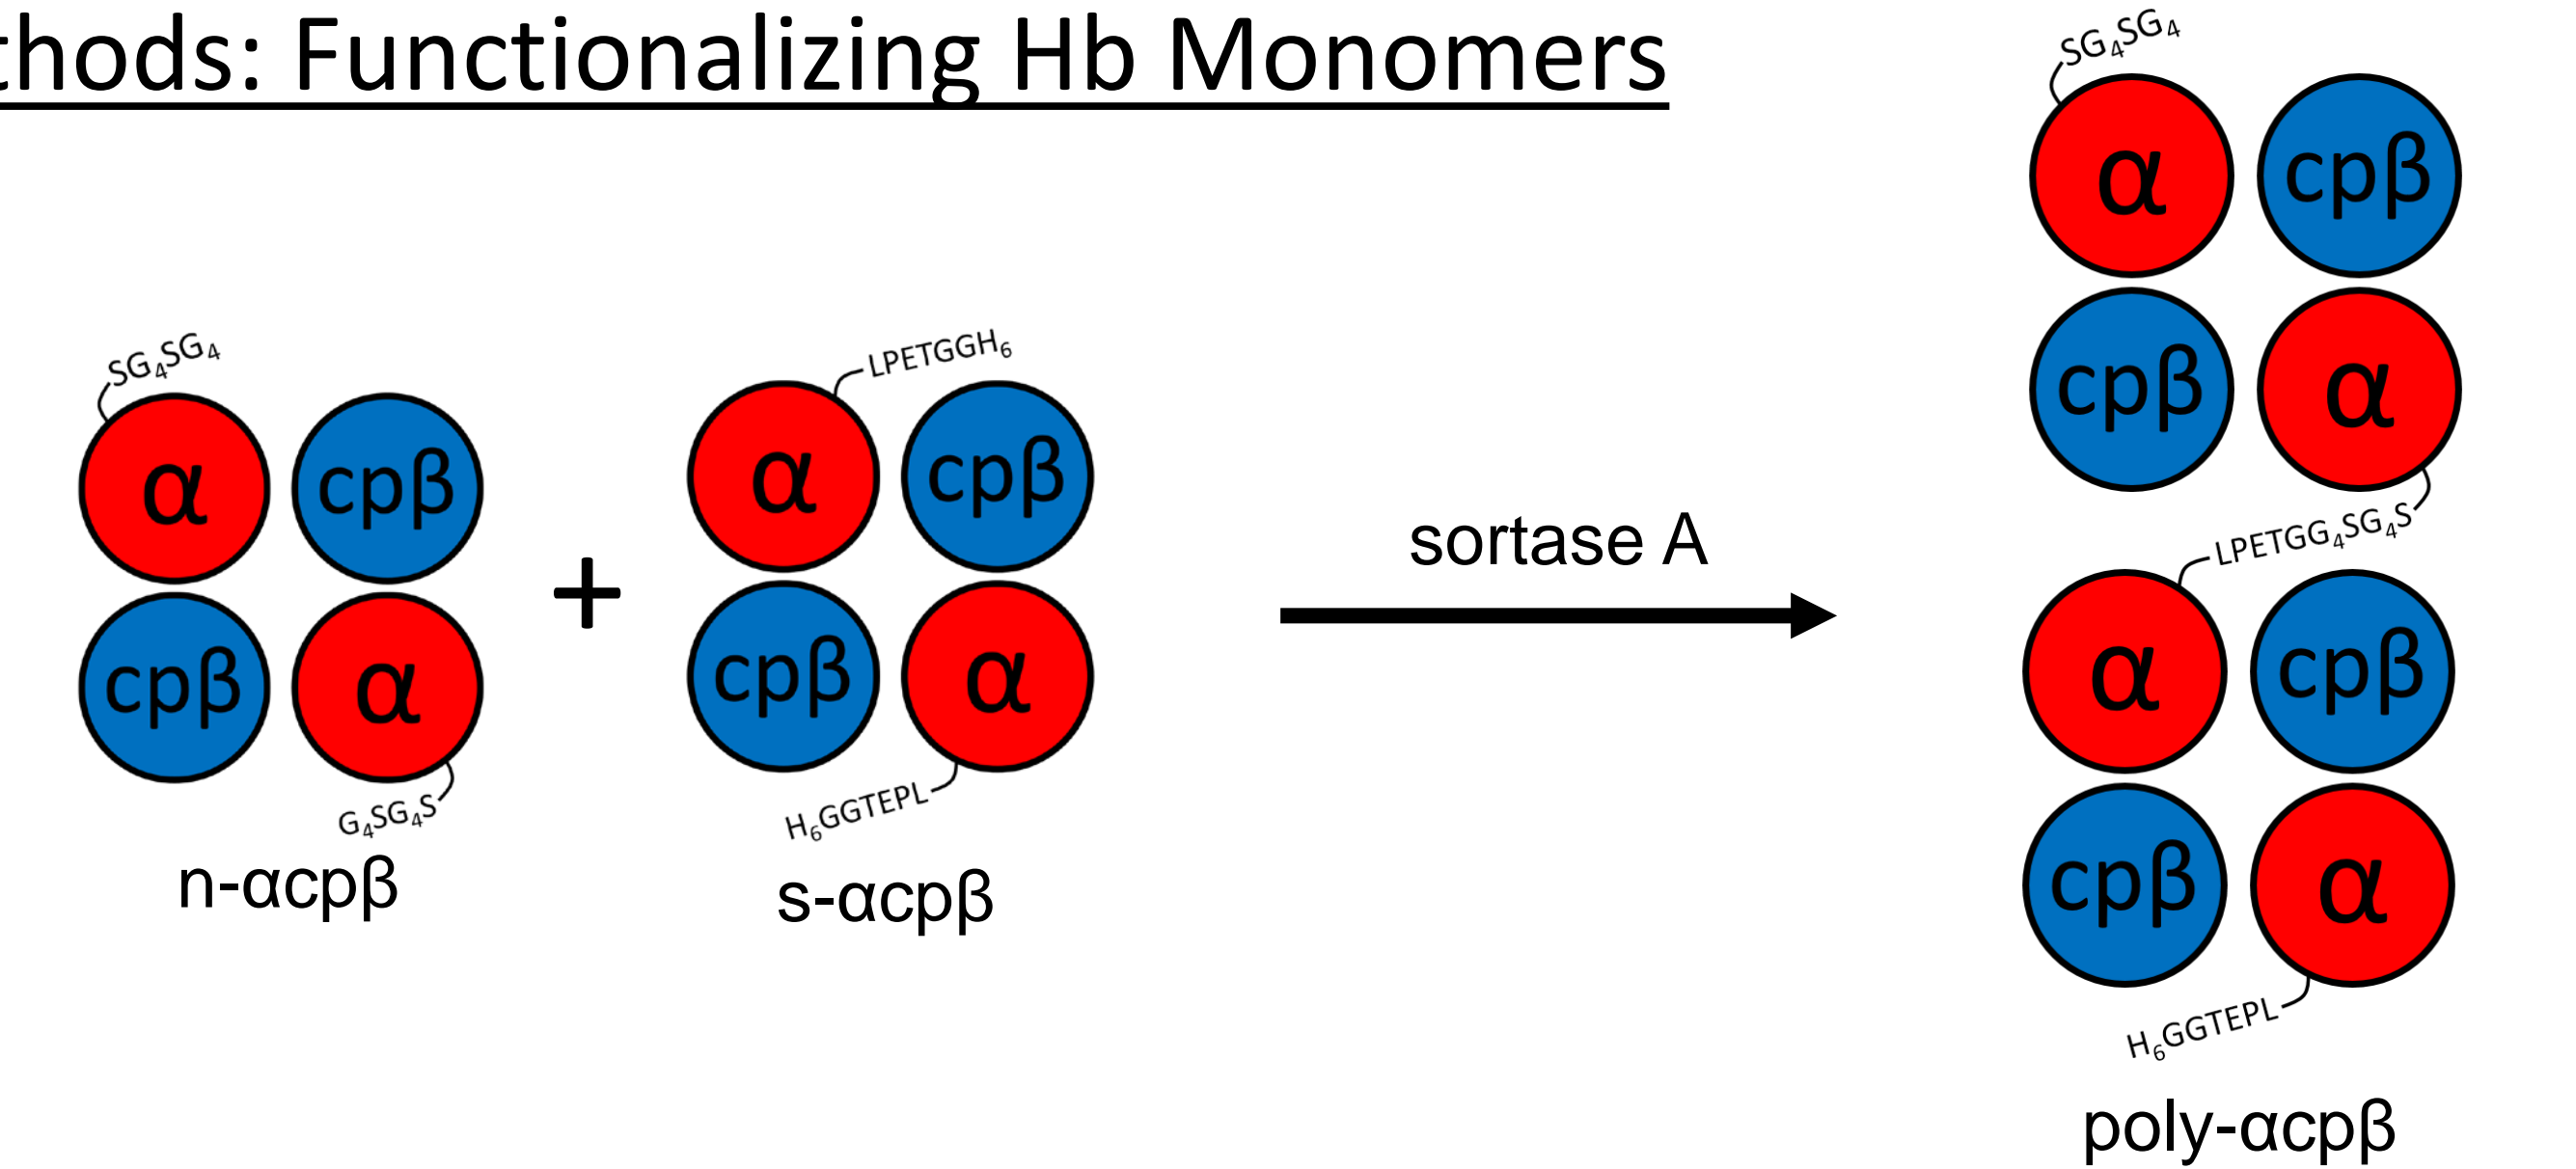 thods: Functionalizing Hb Monomers
SG₄SG₄
α
cpβ
cpβ
α
G₄SG₄S
n-αcpβ
+
LPETGGH₆
α
cpβ
cpβ
α
H₆GGTEPL
s-αcpβ
sortase A
SG₄SG₄
α
cpβ
cpβ
α
LPETGG₄SG₄S
α
cpβ
cpβ
α
H₆GGTEPL
poly-αcpβ